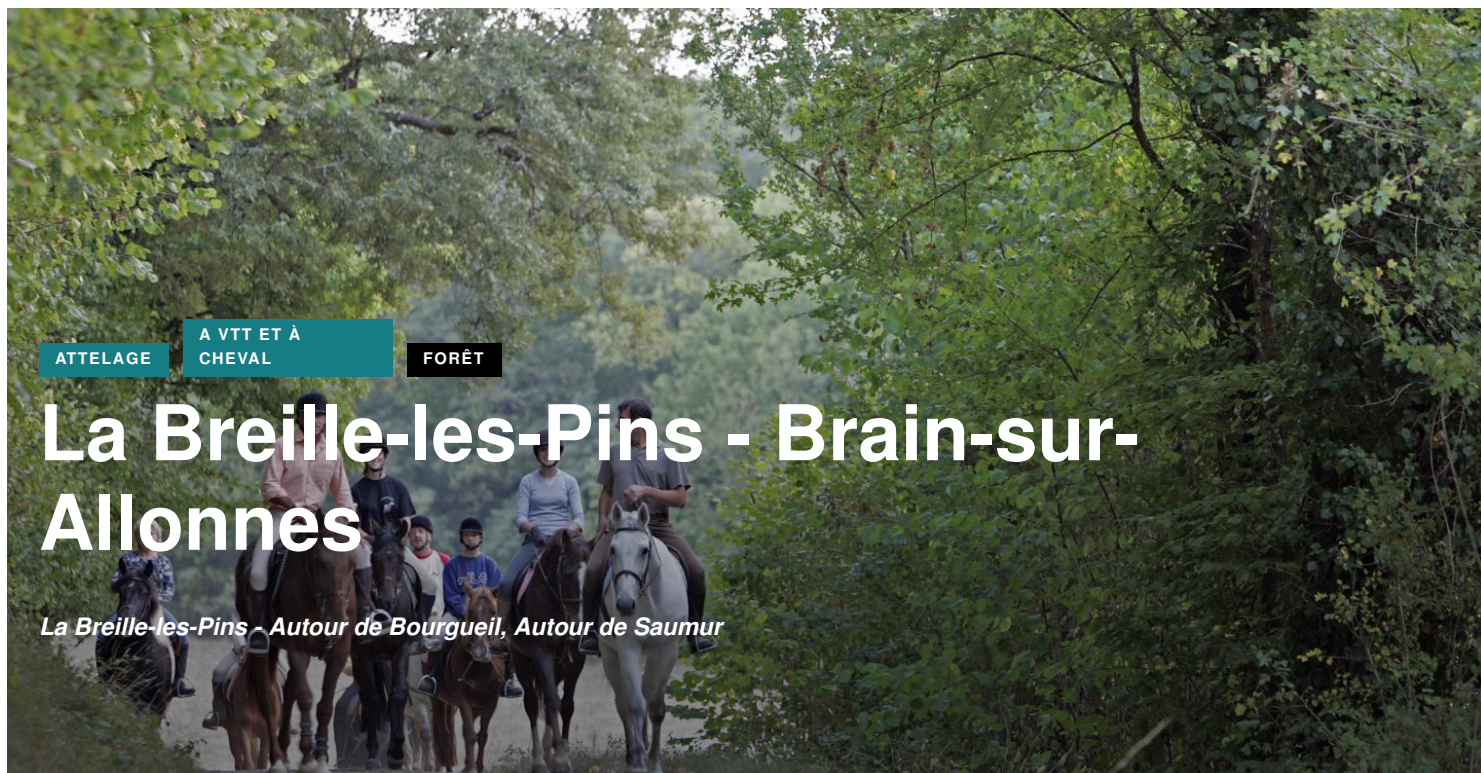 ATTELAGE
A VTT ET À
CHEVAL
FORÊT
La Breille-les-Pins - Brain-sur-
Allonnes
La Breille-les-Pins - Autour de Bourgueil, Autour de Saumur
FILA